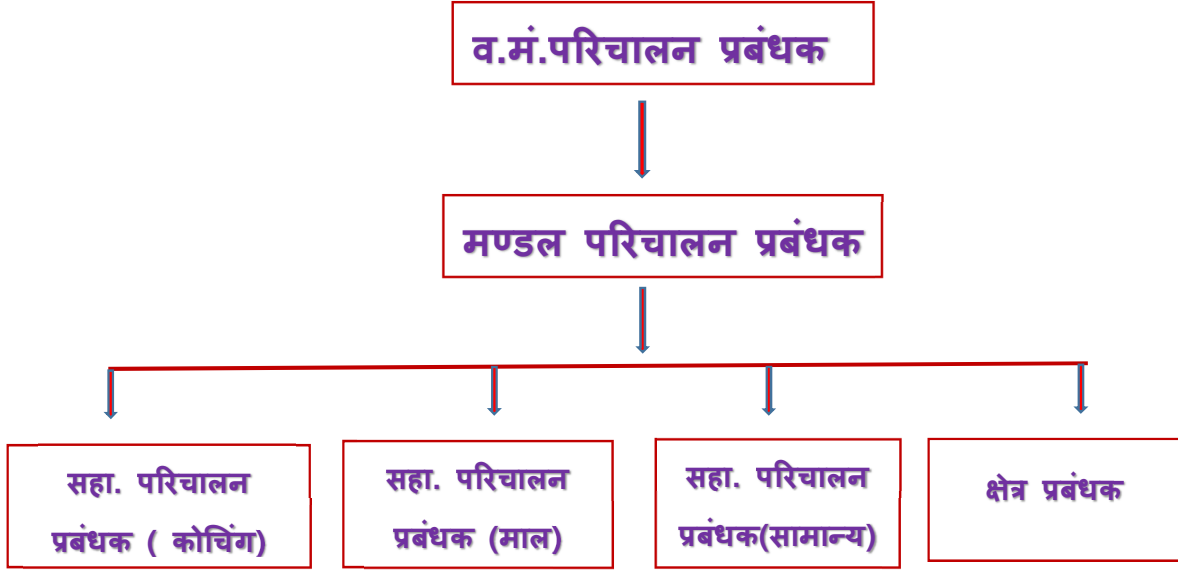 व.मं.परिचालन प्रबंधक
मण्डल परिचालन प्रबंधक
सहा. परिचालन
प्रबंधक ( कोचिंग)
सहा. परिचालन
प्रबंधक (माल)
सहा. परिचालन
प्रबंधक(सामान्य)
क्षेत्र प्रबंधक